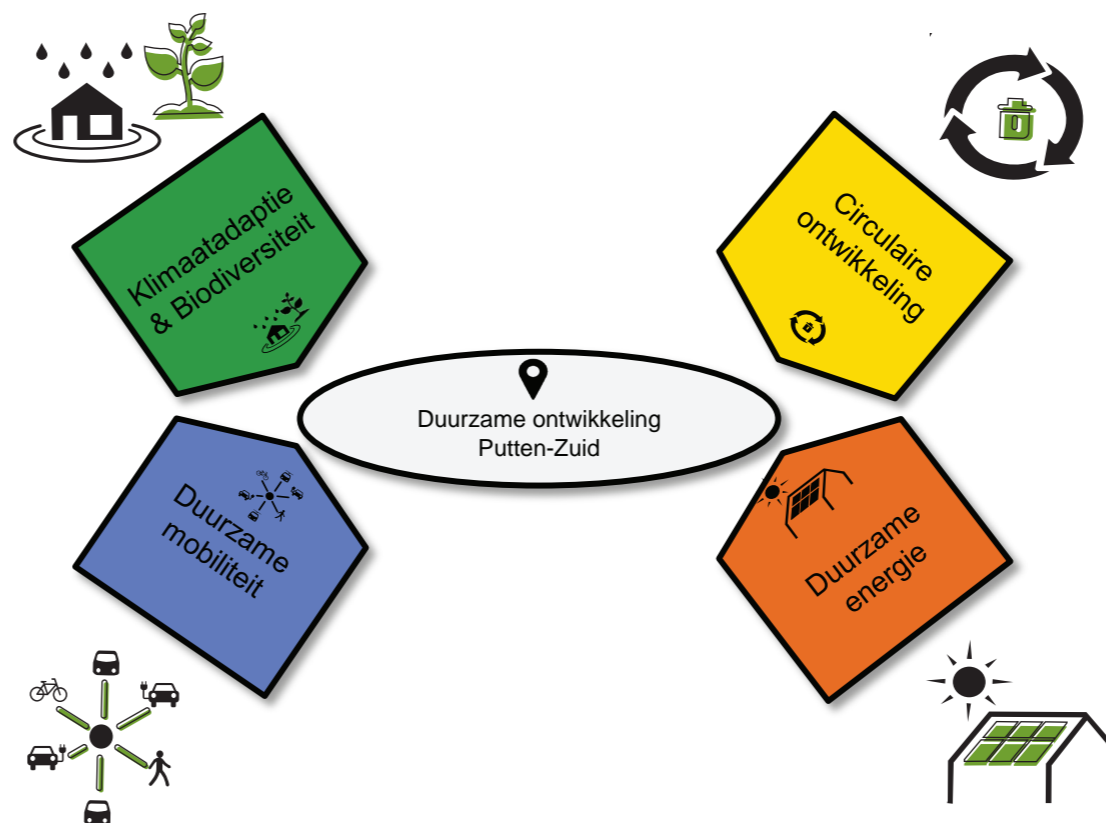 Klimaatadaptie
& Biodiversiteit
Circulaire
ontwikkeling
Duurzame ontwikkeling
Putten-Zuid
Duurzame
mobiliteit
Duurzame
energie